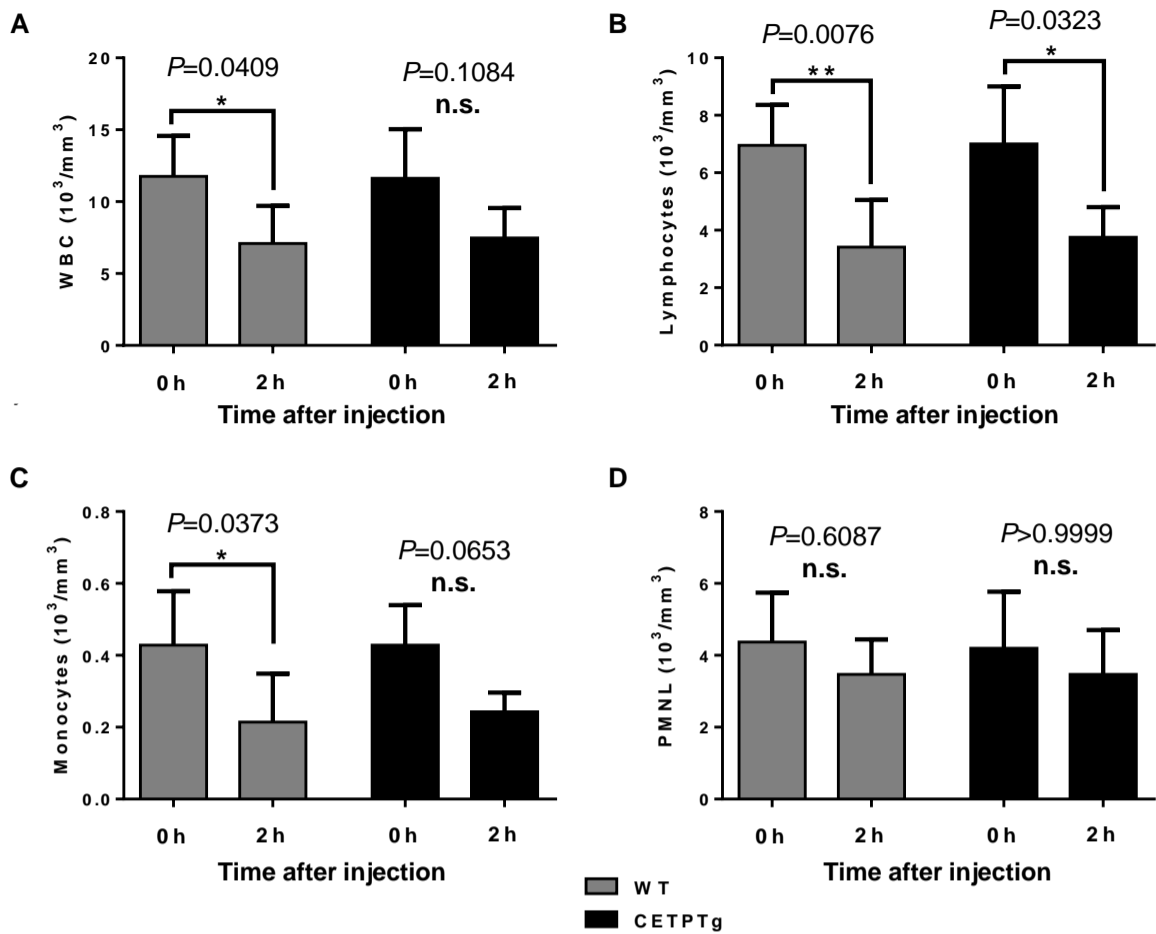 A
P=0.0409
*
P=0.1084
n.s.
WBC (10³/mm³)
20
15
10
5
0
0 h 2 h 0 h 2 h
Time after injection
B
P=0.0076
**
P=0.0323
*
Lymphocytes (10³/mm³)
10
8
6
4
2
0
0 h 2 h 0 h 2 h
Time after injection
C
P=0.0373
*
P=0.0653
n.s.
Monocytes (10³/mm³)
0.8
0.6
0.4
0.2
0.0
0 h 2 h 0 h 2 h
Time after injection
D
P=0.6087
n.s.
P>0.9999
n.s.
PMNL (10³/mm³)
8
6
4
2
0
0 h 2 h 0 h 2 h
Time after injection
WT
CETPTg